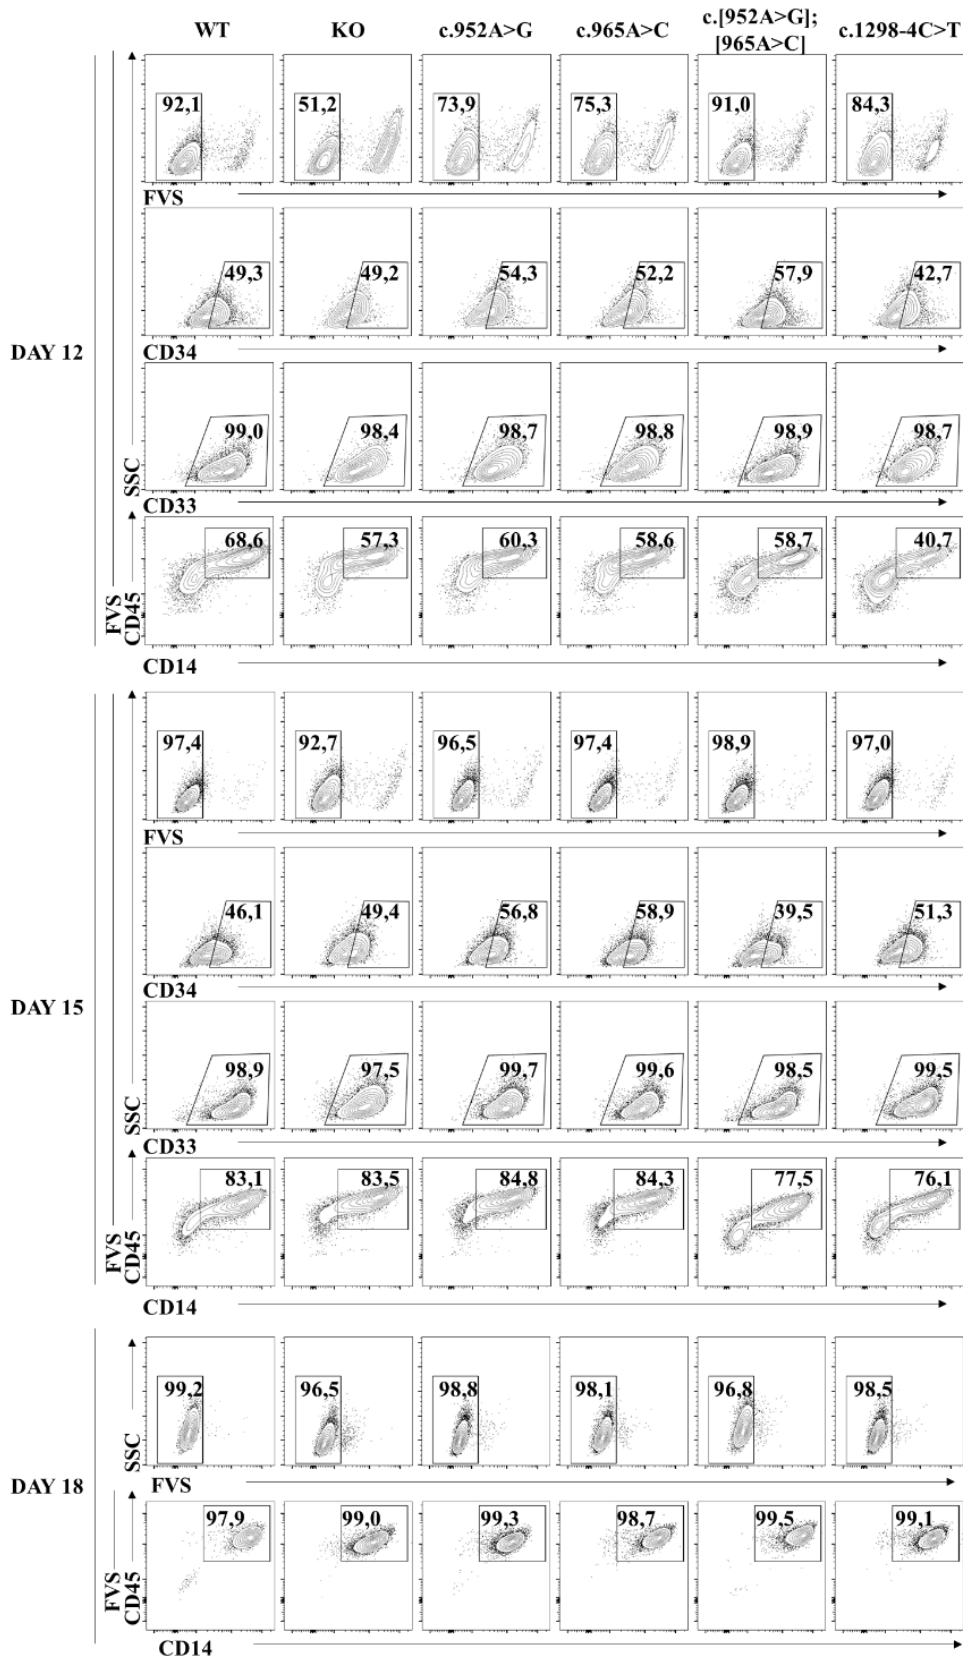 WT KO c.952A>G c.965A>C c.[952A>G]; c.1298-4C>T
[965A>C]
92,1 51,2 73,9 75,3 91,0 84,3
FVS
49,3 49,2 54,3 52,2 57,9 42,7
DAY 12
CD34
99,0 98,4 98,7 98,8 98,9 98,7
SSC
CD33
68,6 57,3 60,3 58,6 58,7 40,7
FVS
CD45
CD14
97,4 92,7 96,5 97,4 98,9 97,0
FVS
46,1 49,4 56,8 58,9 39,5 51,3
CD34
DAY 15
98,9 97,5 99,7 99,6 98,5 99,5
SSC
CD33
83,1 83,5 84,8 84,3 77,5 76,1
FVS
CD45
CD14
99,2 96,5 98,8 98,1 96,8 98,5
SSC
FVS
DAY 18
97,9 99,0 99,3 98,7 99,5 99,1
FVS
CD45
CD14